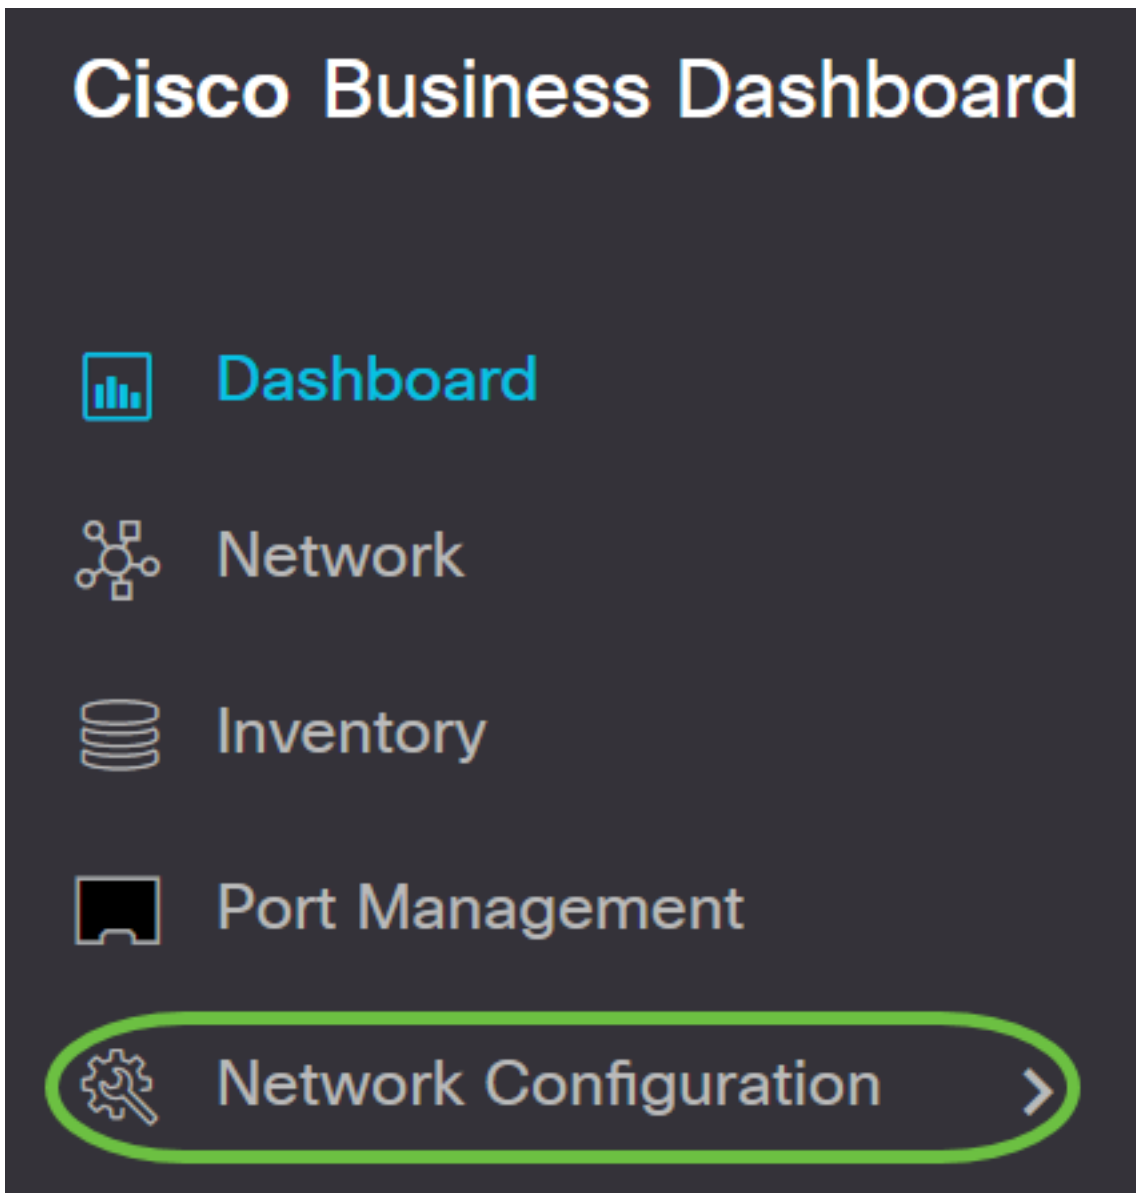 Cisco Business Dashboard
Dashboard
Network
Inventory
Port Management
Network Configuration